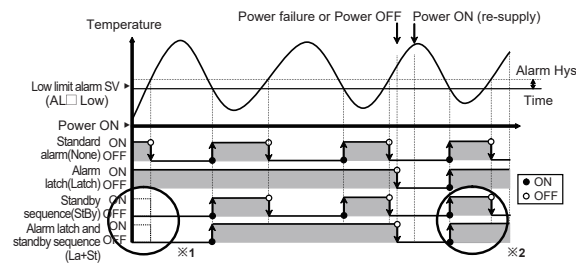 Power failure or Power OFF
Power ON (re-supply)
Temperature
Alarm Hys
Low limit alarm SV
(AL□ Low)
Time
Power ON
Standard
alarm(None)
ON
OFF
Alarm
latch(Latch)
ON
OFF
Standby
sequence(StBy)
ON
OFF
Alarm latch and
standby sequence
(La+St)
ON
OFF
● ON
○ OFF
※1
※2